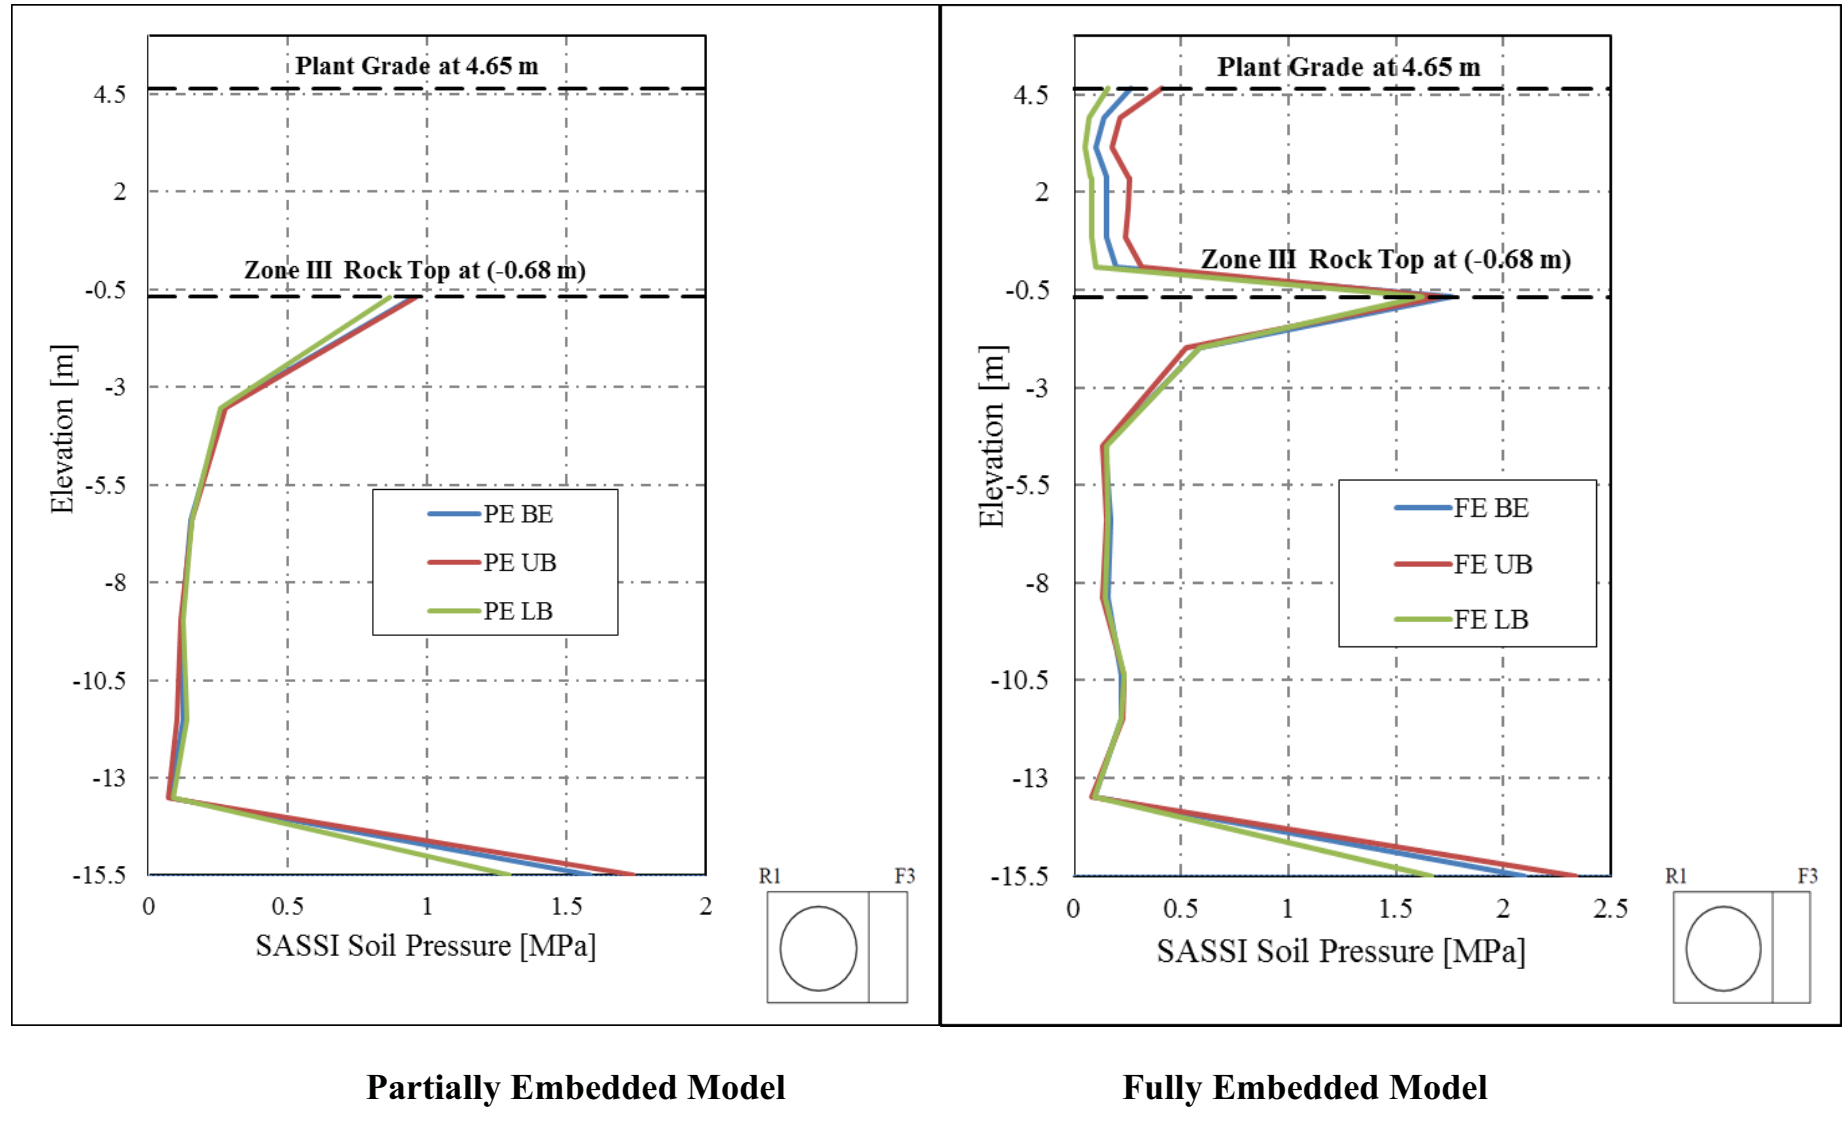 Plant Grade at 4.65 m
4.5
2
Zone III Rock Top at (-0.68 m)
-0.5
-3
-5.5
-8
-10.5
-13
-15.5
Elevation [m]
PE BE
PE UB
PE LB
0 0.5 1 1.5 2
SASSI Soil Pressure [MPa]
R1 F3
Plant Grade at 4.65 m
4.5
2
Zone III Rock Top at (-0.68 m)
-0.5
-3
-5.5
-8
-10.5
-13
-15.5
Elevation [m]
FE BE
FE UB
FE LB
0 0.5 1 1.5 2 2.5
SASSI Soil Pressure [MPa]
R1 F3
Partially Embedded Model
Fully Embedded Model